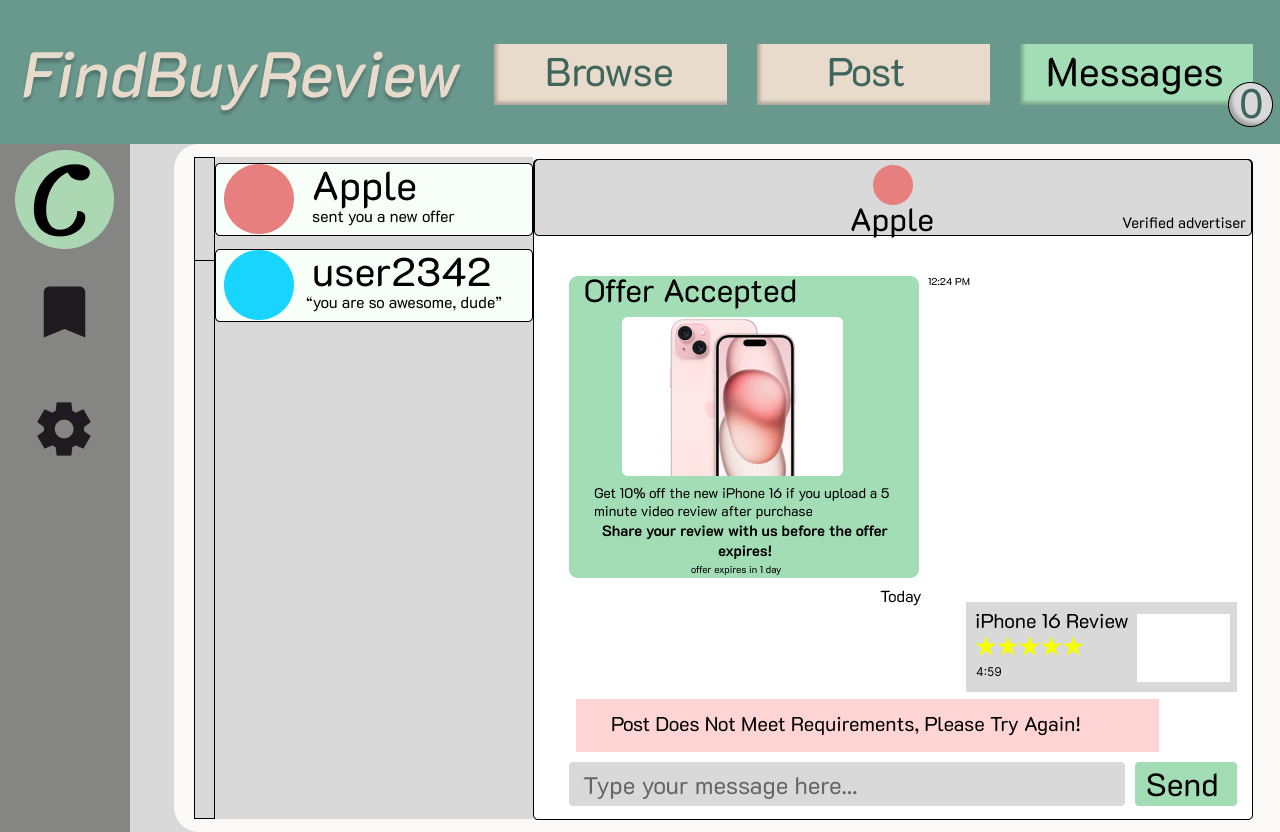 FindBuyReview
Browse
Post
Messages
0
C
Apple
sent you a new offer
user2342
“you are so awesome, dude”
Apple
Verified advertiser
Offer Accepted
12:24 PM
Get 10% off the new iPhone 16 if you upload a 5
minute video review after purchase
Share your review with us before the offer
expires!
offer expires in 1 day
Today
iPhone 16 Review
4:59
Post Does Not Meet Requirements, Please Try Again!
Type your message here...
Send